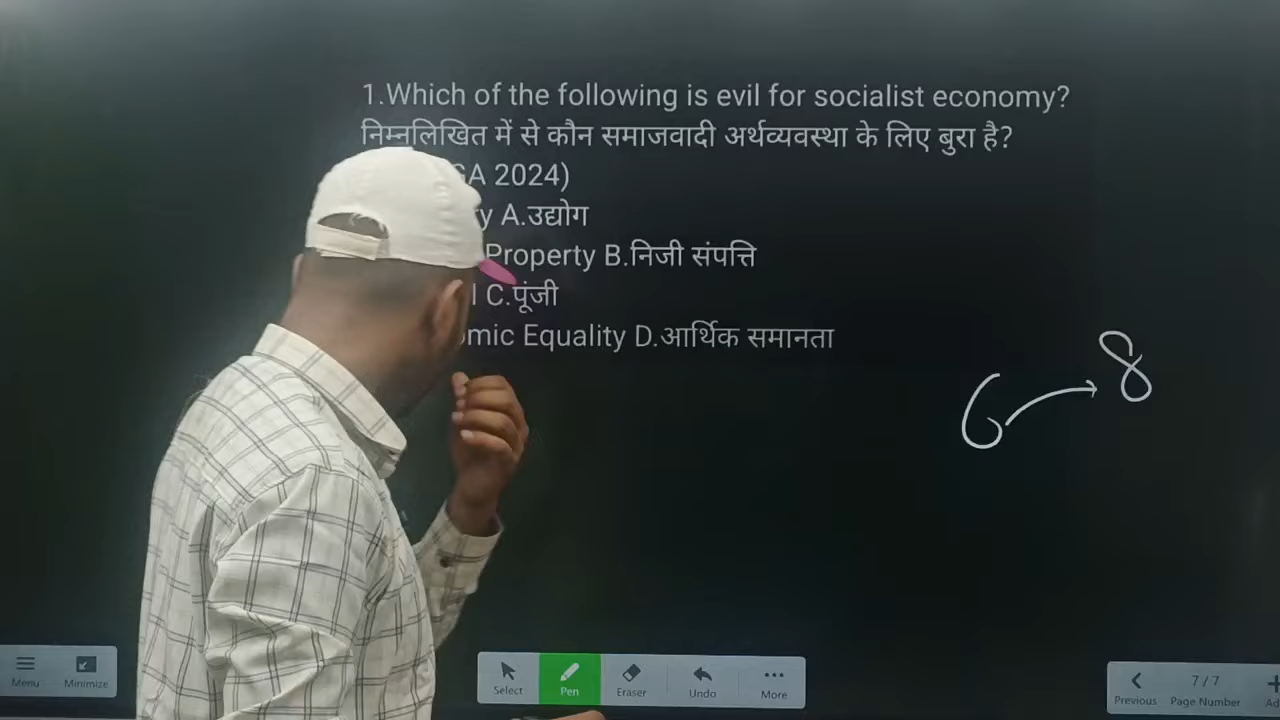 1.Which of the following is evil for socialist economy?
निम्नलिखित में से कौन समाजवादी अर्थव्यवस्था के लिए बुरा है?
2024)
A.उद्योग
Property B.निजी संपत्ति
C.पूंजी
Equality D.आर्थिक समानता
6 → 8
Menu Minimize
Select Pen Eraser Undo More
Previous 7 / 7 Page Number